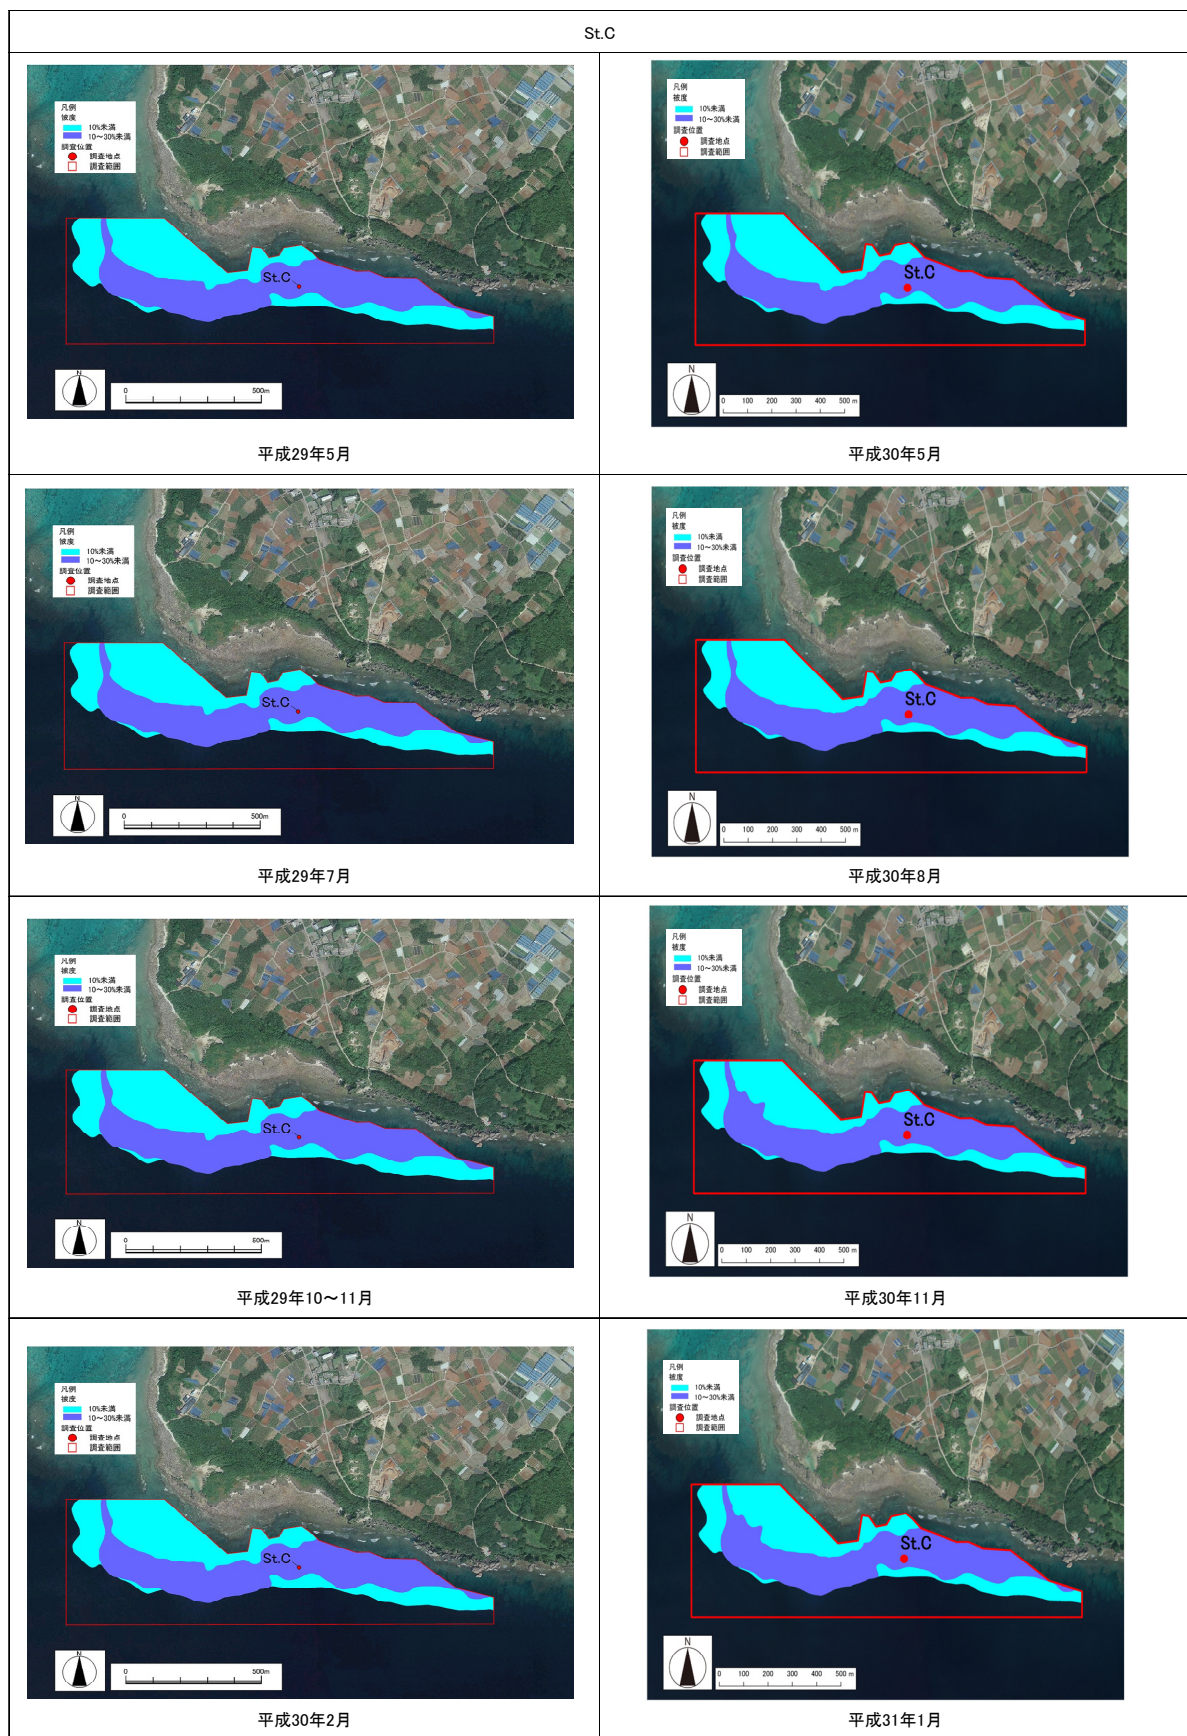 St.C
凡例
被度
10%未満
10～30%未満
調査位置
調査地点
調査範囲
St.C
N
0 500m
平成29年5月
凡例
被度
10%未満
10～30%未満
調査位置
調査地点
調査範囲
St.C
N
0 100 200 300 400 500 m
平成30年5月
凡例
被度
10%未満
10～30%未満
調査位置
調査地点
調査範囲
St.C
N
0 500m
平成29年7月
凡例
被度
10%未満
10～30%未満
調査位置
調査地点
調査範囲
St.C
N
0 100 200 300 400 500 m
平成30年8月
凡例
被度
10%未満
10～30%未満
調査位置
調査地点
調査範囲
St.C
N
0 500m
平成29年10～11月
凡例
被度
10%未満
10～30%未満
調査位置
調査地点
調査範囲
St.C
N
0 100 200 300 400 500 m
平成30年11月
凡例
被度
10%未満
10～30%未満
調査位置
調査地点
調査範囲
St.C
N
0 500m
平成30年2月
凡例
被度
10%未満
10～30%未満
調査位置
調査地点
調査範囲
St.C
N
0 100 200 300 400 500 m
平成31年1月